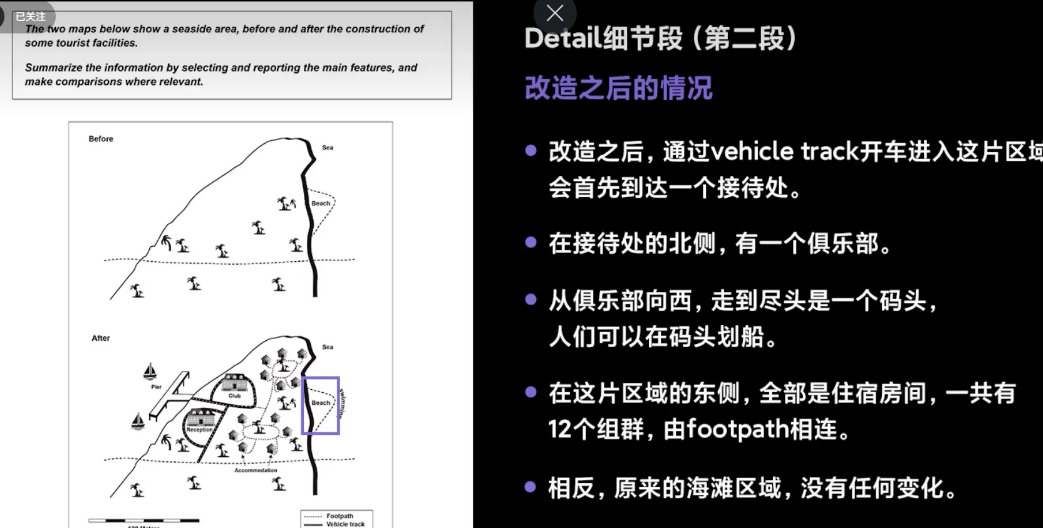 已关注
The two maps below show a seaside area, before and after the construction of
some tourist facilities.
Summarize the information by selecting and reporting the main features, and
make comparisons where relevant.
Before
Sea
Beach
After
Sea
Pier
Club
Beach
swimming
Reception
Accommodation
Footpath
Vehicle track
Detail细节段（第二段）
改造之后的情况
改造之后，通过vehicle track开车进入这片区域
会首先到达一个接待处。
在接待处的北侧，有一个俱乐部。
从俱乐部向西，走到尽头是一个码头，
人们可以在码头划船。
在这片区域的东侧，全部是住宿房间，一共有
12个组群，由footpath相连。
相反，原来的海滩区域，没有任何变化。